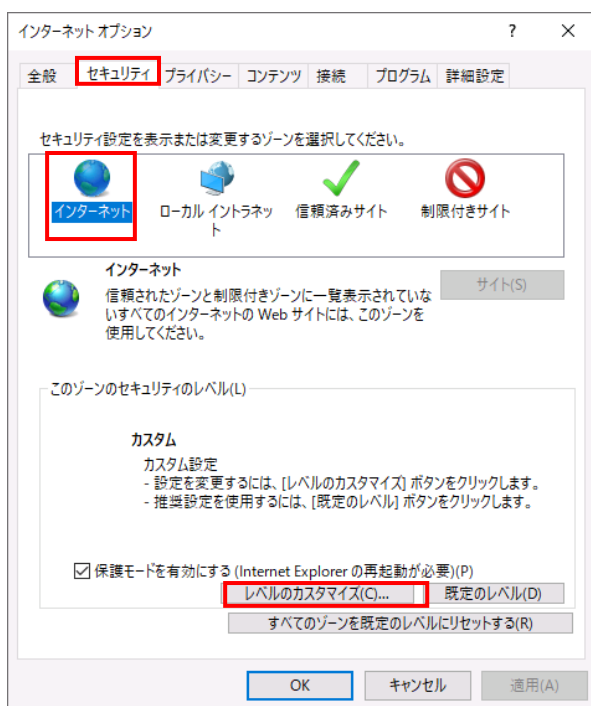 インターネット オプション ? ×
全般 セキュリティ プライバシー コンテンツ 接続 プログラム 詳細設定
セキュリティ設定を表示または変更するゾーンを選択してください。
インターネット
ローカル イントラネッ
ト
信頼済みサイト
制限付きサイト
インターネット
サイト(S)
信頼されたゾーンと制限付きゾーンに一覧表示されていな
いすべてのインターネットの Web サイトには、このゾーンを
使用してください。
このゾーンのセキュリティのレベル(L)
カスタム
カスタム設定
- 設定を変更するには、[レベルのカスタマイズ] ボタンをクリックします。
- 推奨設定を使用するには、[既定のレベル] ボタンをクリックします。
保護モードを有効にする (Internet Explorer の再起動が必要)(P)
レベルのカスタマイズ(C)... 既定のレベル(D)
すべてのゾーンを既定のレベルにリセットする(R)
OK キャンセル 適用(A)